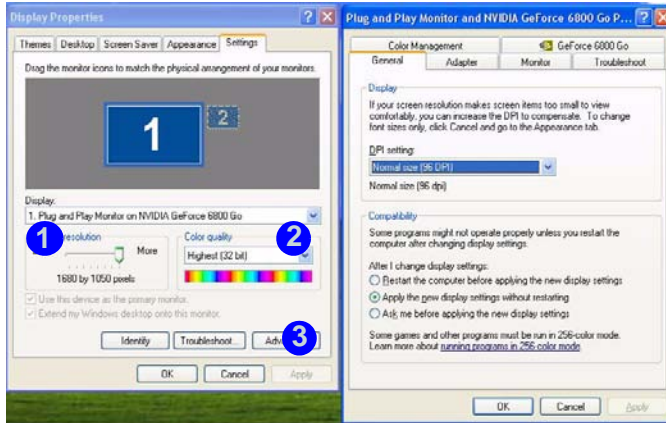 Display Properties
Themes Desktop Screen Saver Appearance Settings
Drag the monitor icons to match the physical arrangement of your monitors.
1
2
Display:
1. Plug and Play Monitor on NVIDIA GeForce 6800 Go
1
resolution
More
1680 by 1050 pixels
Color quality
2
Highest (32 bit)
Use this device as the primary monitor.
Extend my Windows desktop onto this monitor.
Identify Troubleshoot... Adv
3
OK Cancel Apply
Plug and Play Monitor and NVIDIA GeForce 6800 Go P...
Color Management GeForce 6800 Go
General Adapter Monitor Troubleshoot
Display
If your screen resolution makes screen items too small to view
comfortably, you can increase the DPI to compensate. To change
font sizes only, click Cancel and go to the Appearance tab.
DPI setting:
Normal size (96 DPI)
Normal size (96 dpi)
Compatibility
Some programs might not operate properly unless you restart the
computer after changing display settings.
After I change display settings:
Restart the computer before applying the new display settings
Apply the new display settings without restarting
Ask me before applying the new display settings
Some games and other programs must be run in 256-color mode.
Learn more about running programs in 256-color mode.
OK Cancel Apply